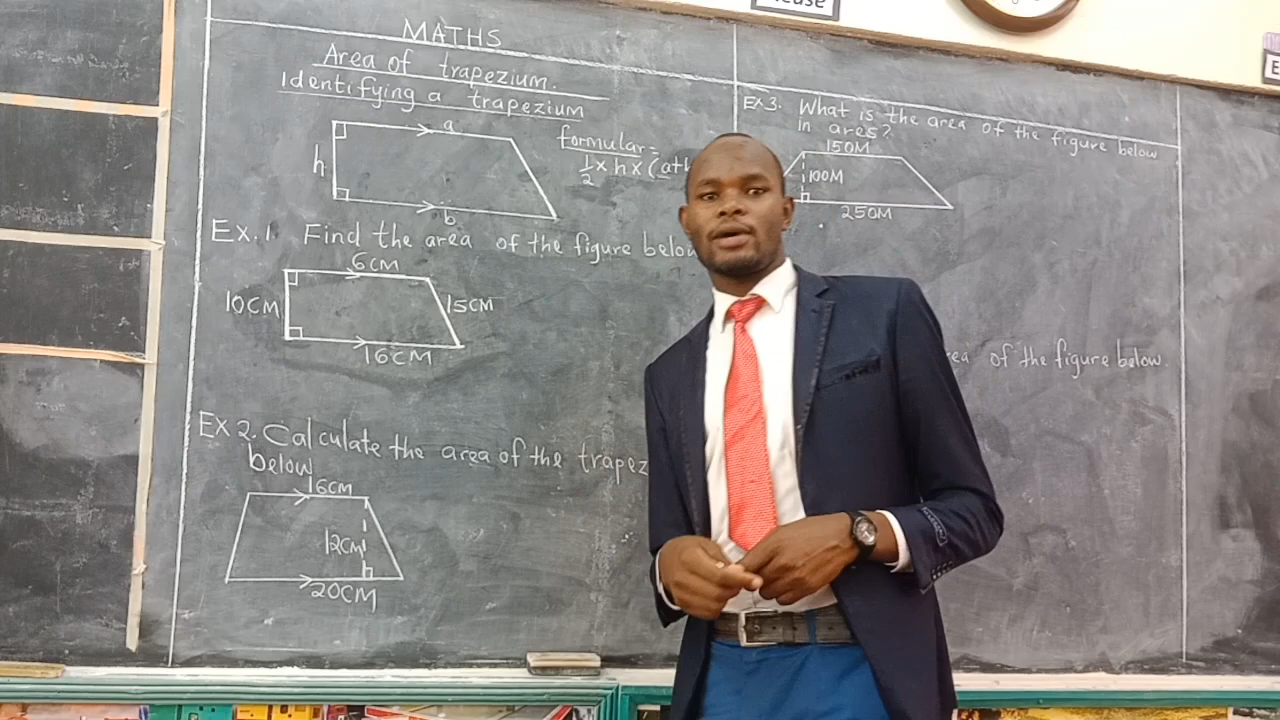 MATHS
Area of trapezium.
Identifying a trapezium
a
h
b
formular=
1/2 x h x (a+b
Ex.1. Find the area of the figure below
6CM
10CM
15CM
16CM
EX 2. Calculate the area of the
below
16CM
12CM
20CM
EX3. What is the area of the figure below
in ares?
150M
100M
250M
of the figure below.